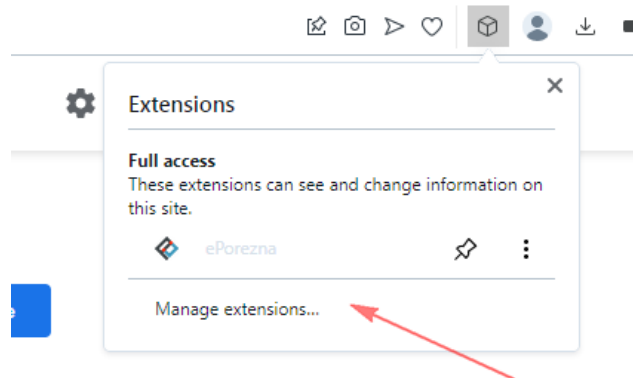 Extensions
Full access
These extensions can see and change information on
this site.
ePorezna
Manage extensions...